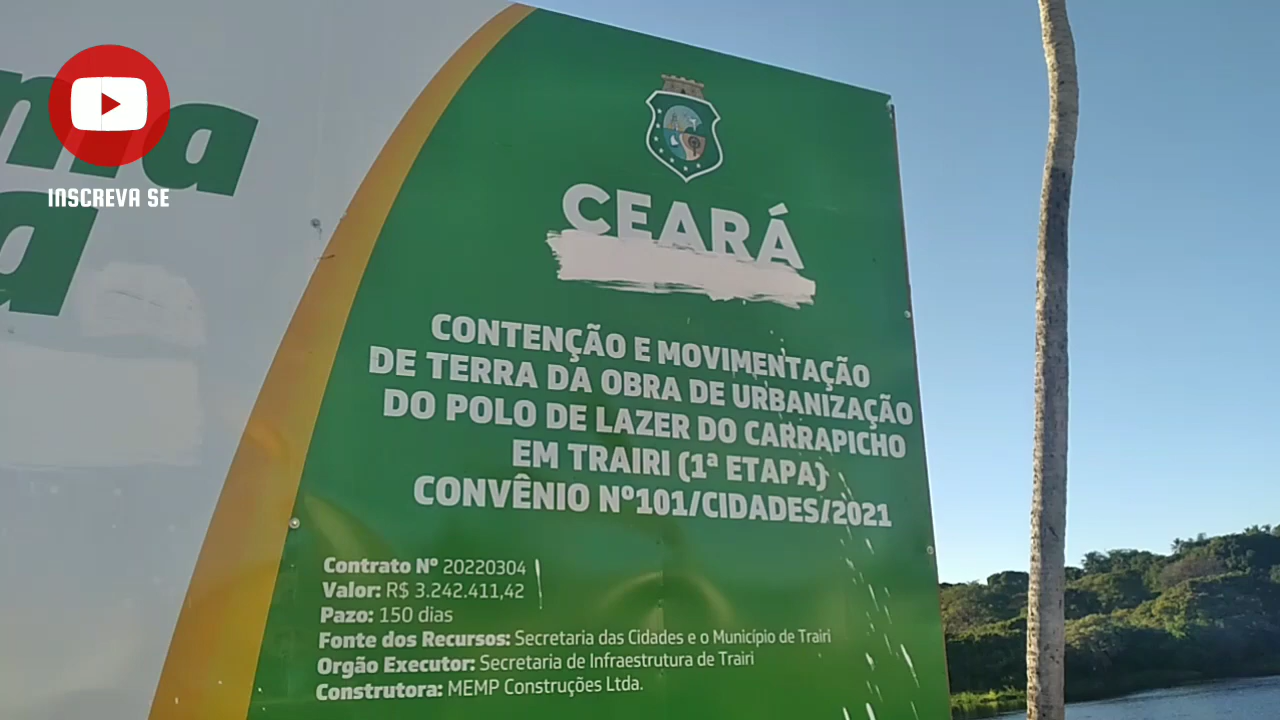 INSCREVA SE
CEARÁ
CONTENÇÃO E MOVIMENTAÇÃO
DE TERRA DA OBRA DE URBANIZAÇÃO
DO POLO DE LAZER DO CARRAPICHO
EM TRAIRI (1ª ETAPA)
CONVÊNIO Nº101/CIDADES/2021
Contrato Nº 20220304
Valor: R$ 3.242.411,42
Pazo: 150 dias
Fonte dos Recursos: Secretaria das Cidades e o Município de Trairi
Orgão Executor: Secretaria de Infraestrutura de Trairi
Construtora: MEMP Construções Ltda.